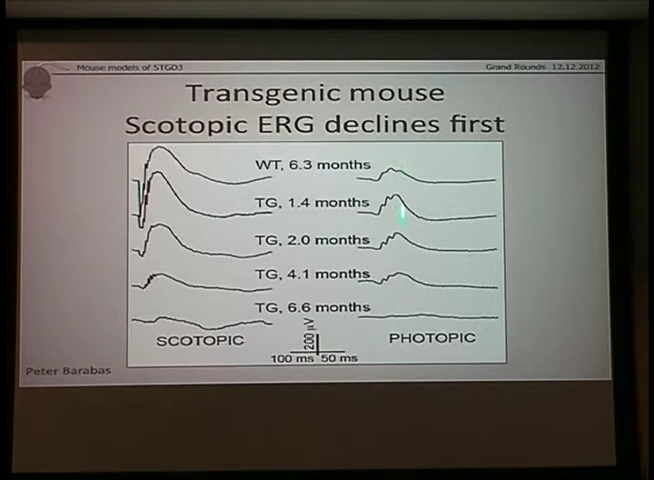 Mouse models of STGD3
Grand Rounds 12.12.2012
Transgenic mouse
Scotopic ERG declines first
WT, 6.3 months
TG, 1.4 months
TG, 2.0 months
TG, 4.1 months
TG, 6.6 months
SCOTOPIC
200 µV
PHOTOPIC
100 ms 50 ms
Peter Barabas